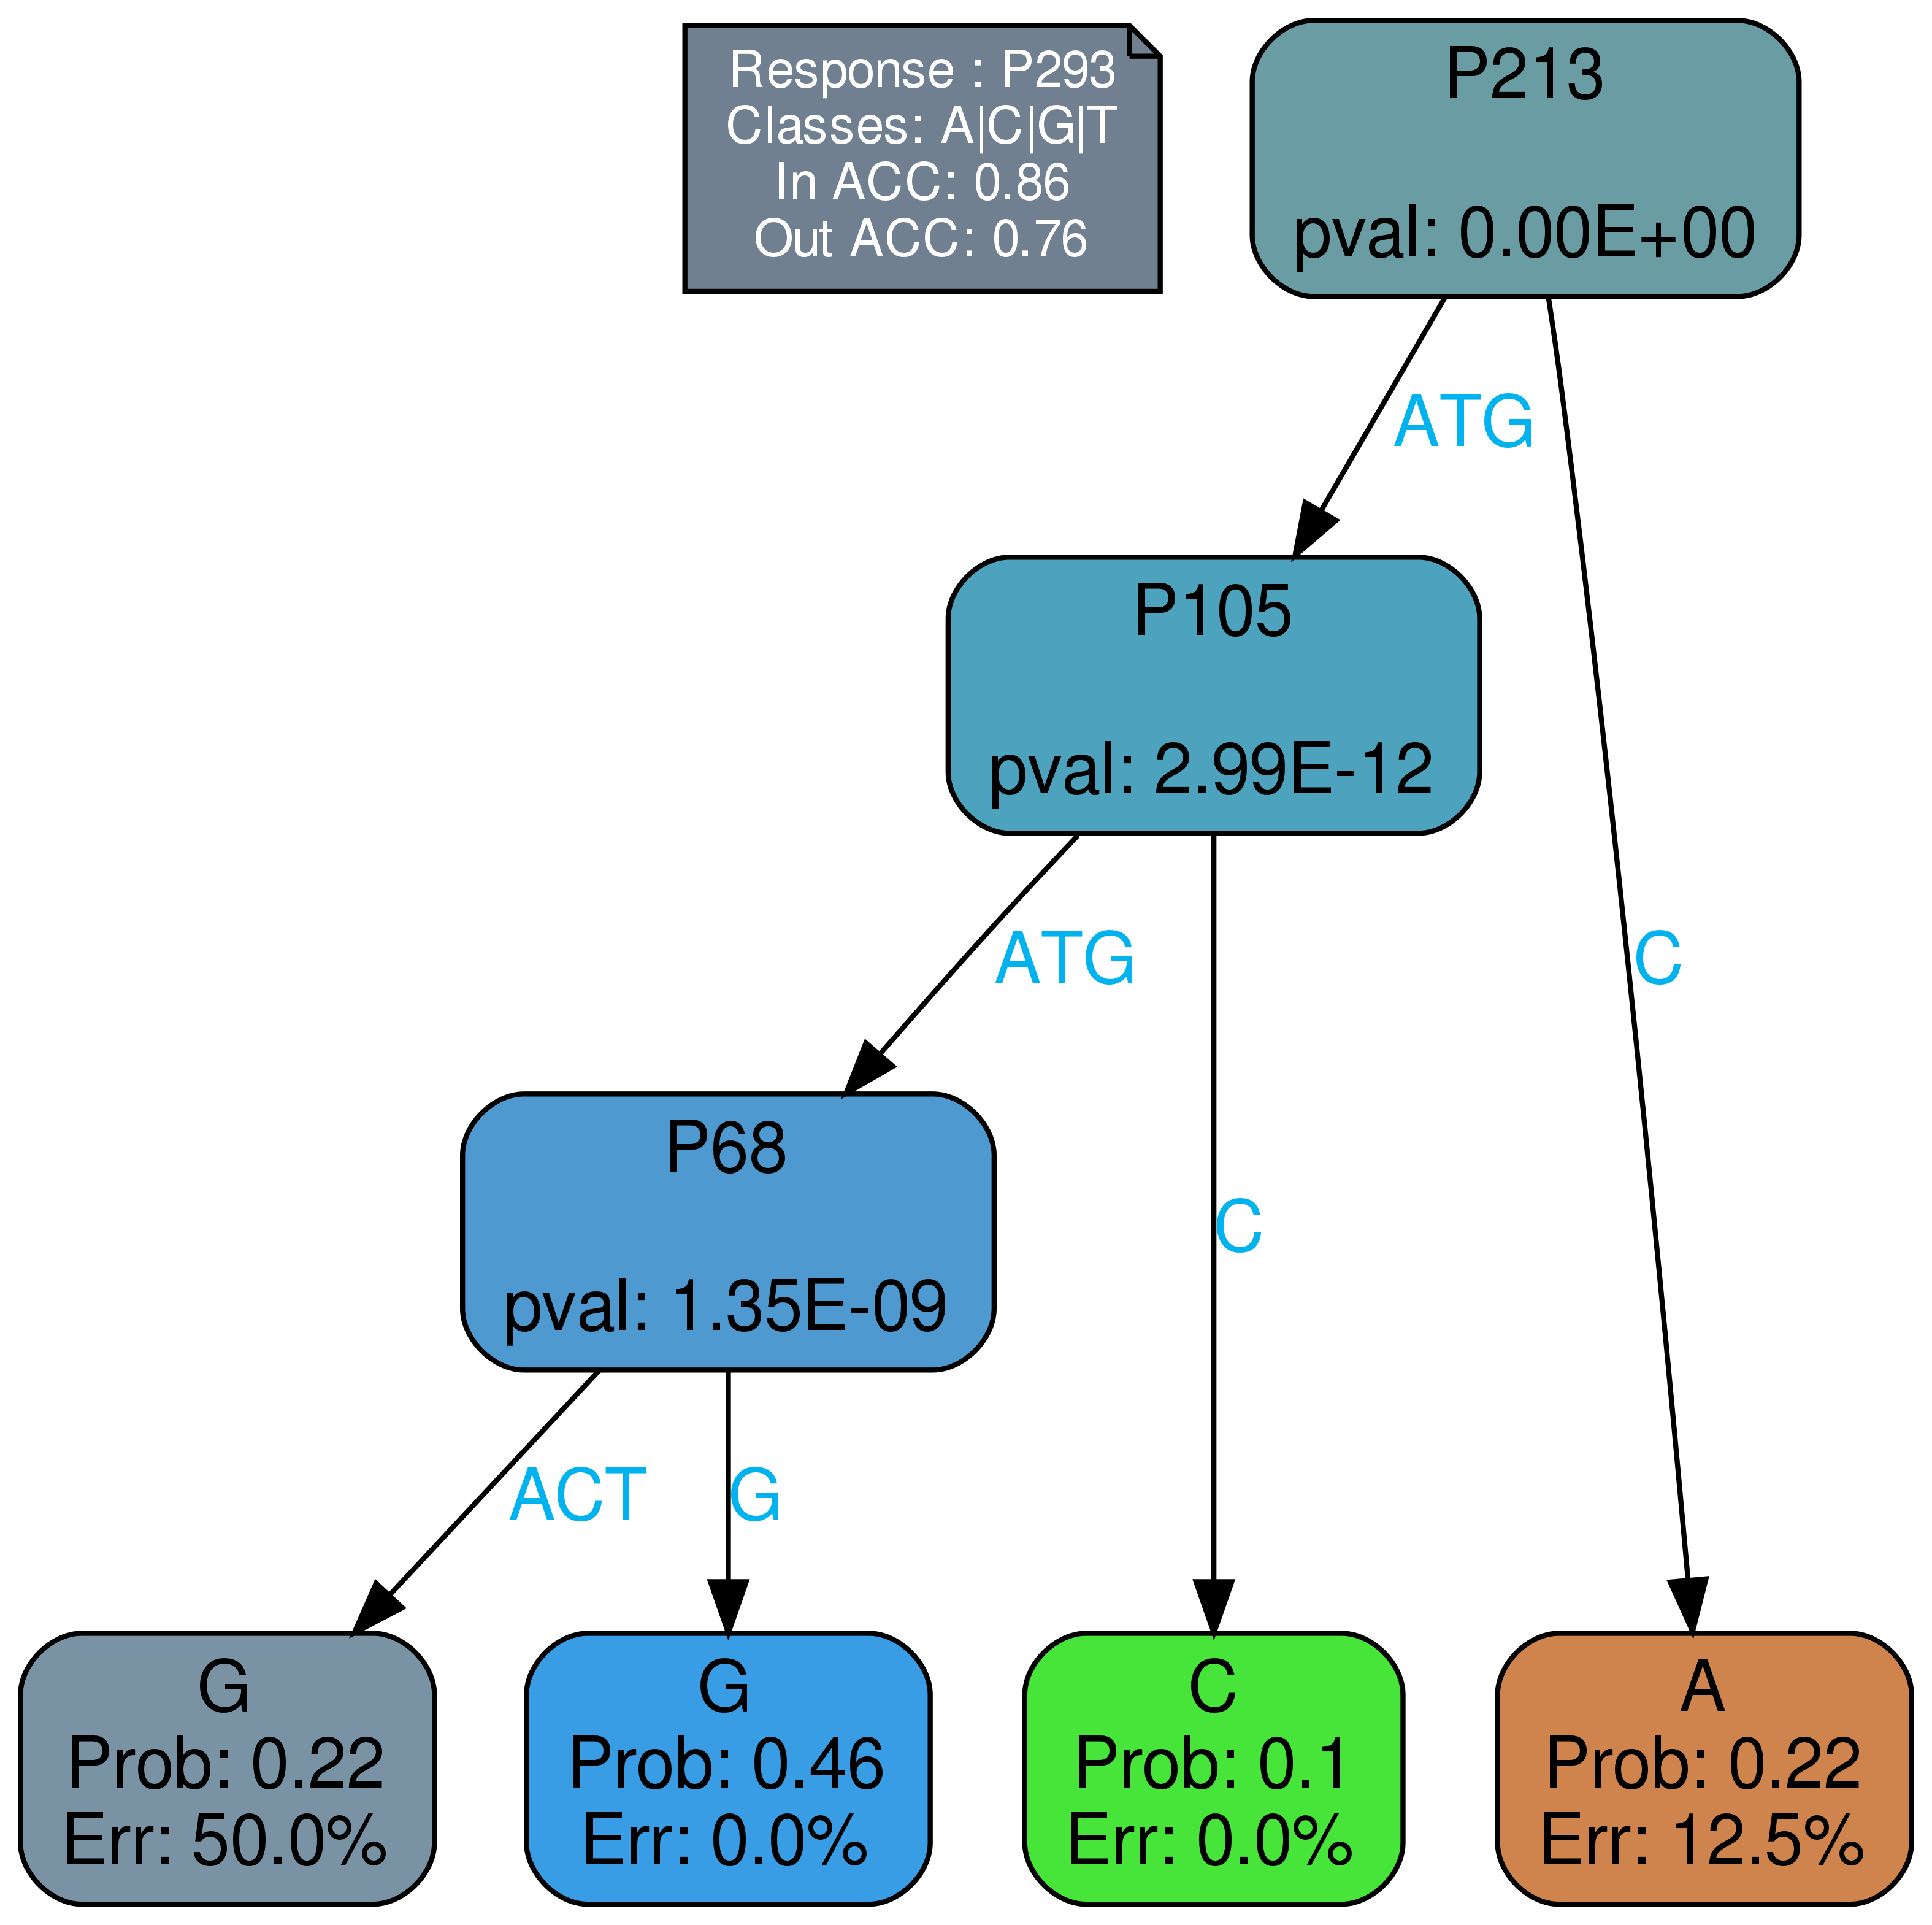 Response : P293
Classes: A|C|G|T
In ACC: 0.86
Out ACC: 0.76
P213
pval: 0.00E+00
ATG
C
P105
pval: 2.99E-12
ATG
C
P68
pval: 1.35E-09
ACT
G
G
Prob: 0.22
Err: 50.0%
G
Prob: 0.46
Err: 0.0%
C
Prob: 0.1
Err: 0.0%
A
Prob: 0.22
Err: 12.5%